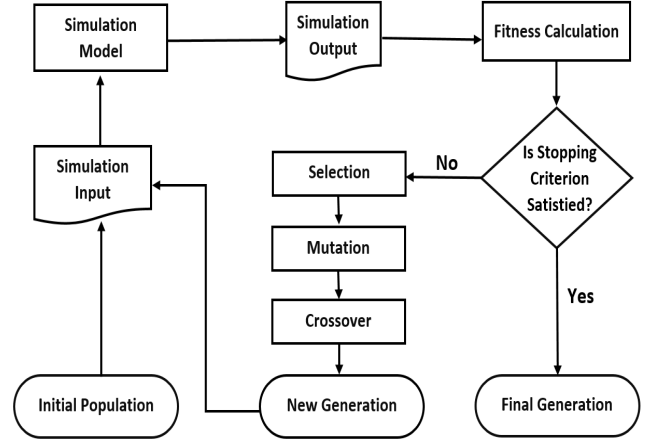 Simulation
Model
Simulation
Output
Fitness Calculation
Simulation
Input
Is Stopping
Criterion
Satistied?
No
Selection
Mutation
Crossover
Yes
Initial Population
New Generation
Final Generation